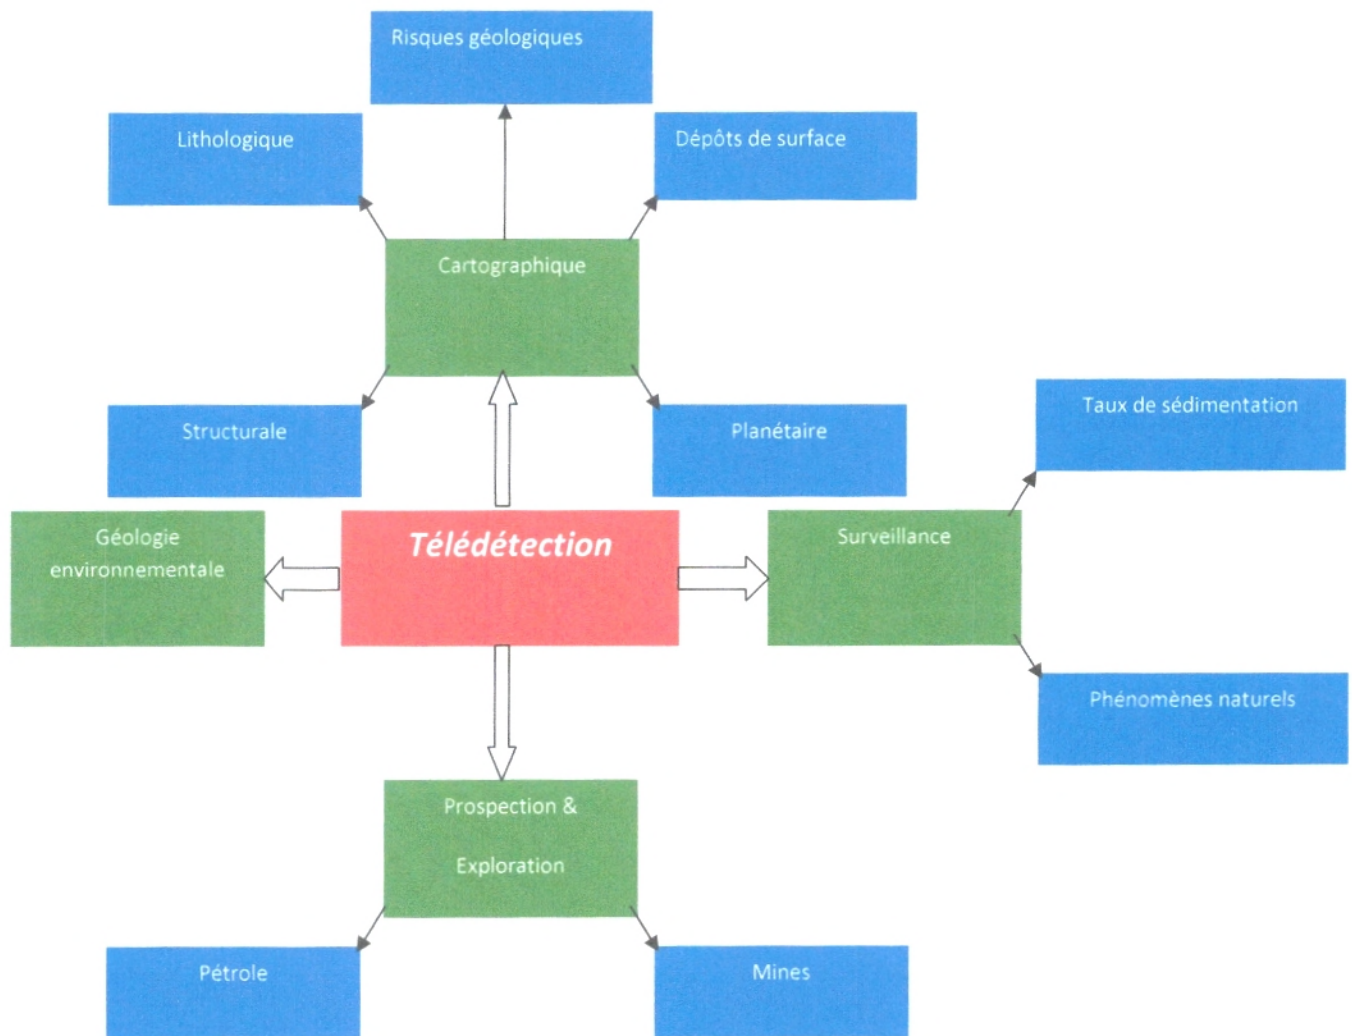 Risques géologiques
Lithologique
Dépôts de surface
Cartographique
Structurale
Planétaire
Taux de sédimentation
Géologie
environnementale
Télédétection
Surveillance
Phénomènes naturels
Prospection &
Exploration
Pétrole
Mines